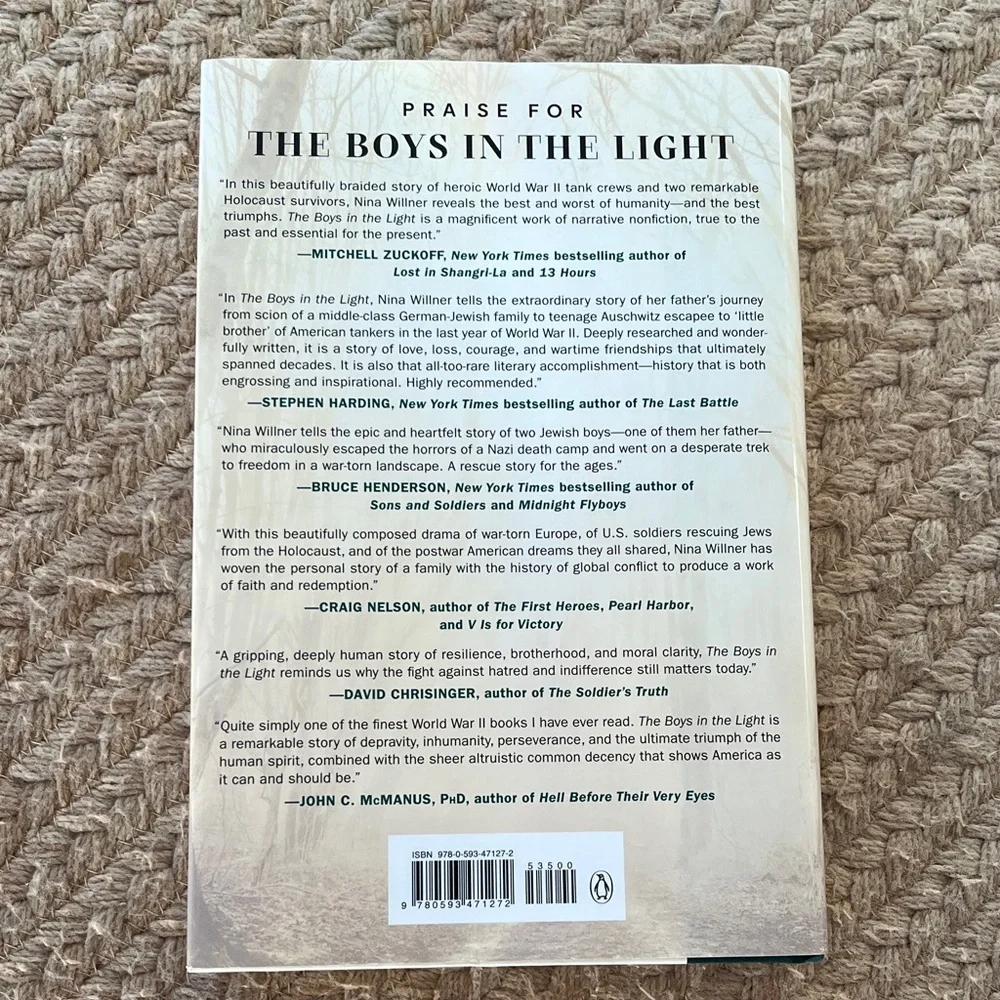 PRAISE FOR
THE BOYS IN THE LIGHT
“In this beautifully braided story of heroic World War II tank crews and two remarkable
Holocaust survivors, Nina Willner reveals the best and worst of humanity—and the best
triumphs. The Boys in the Light is a magnificent work of narrative nonfiction, true to the
past and essential for the present.”
—MITCHELL ZUCKOFF, New York Times bestselling author of
Lost in Shangri-La and 13 Hours
“In The Boys in the Light, Nina Willner tells the extraordinary story of her father’s journey
from scion of a middle-class German-Jewish family to teenage Auschwitz escapee to ‘little
brother’ of American tankers in the last year of World War II. Deeply researched and wonder-
fully written, it is a story of love, loss, courage, and wartime friendships that ultimately
spanned decades. It is also that all-too-rare literary accomplishment—history that is both
engrossing and inspirational. Highly recommended.”
—STEPHEN HARDING, New York Times bestselling author of The Last Battle
“Nina Willner tells the epic and heartfelt story of two Jewish boys—one of them her father—
who miraculously escaped the horrors of a Nazi death camp and went on a desperate trek
to freedom in a war-torn landscape. A rescue story for the ages.”
—BRUCE HENDERSON, New York Times bestselling author of
Sons and Soldiers and Midnight Flyboys
“With this beautifully composed drama of war-torn Europe, of U.S. soldiers rescuing Jews
from the Holocaust, and of the postwar American dreams they all shared, Nina Willner has
woven the personal story of a family with the history of global conflict to produce a work
of faith and redemption.”
—CRAIG NELSON, author of The First Heroes, Pearl Harbor,
and V Is for Victory
“A gripping, deeply human story of resilience, brotherhood, and moral clarity, The Boys in
the Light reminds us why the fight against hatred and indifference still matters today.”
—DAVID CHRISINGER, author of The Soldier’s Truth
“Quite simply one of the finest World War II books I have ever read. The Boys in the Light is
a remarkable story of depravity, inhumanity, perseverance, and the ultimate triumph of the
human spirit, combined with the sheer altruistic common decency that shows America as
it can and should be.”
—JOHN C. McMANUS, PHD, author of Hell Before Their Very Eyes
ISBN 978-0-593-47127-2
53500
9 780593 471272